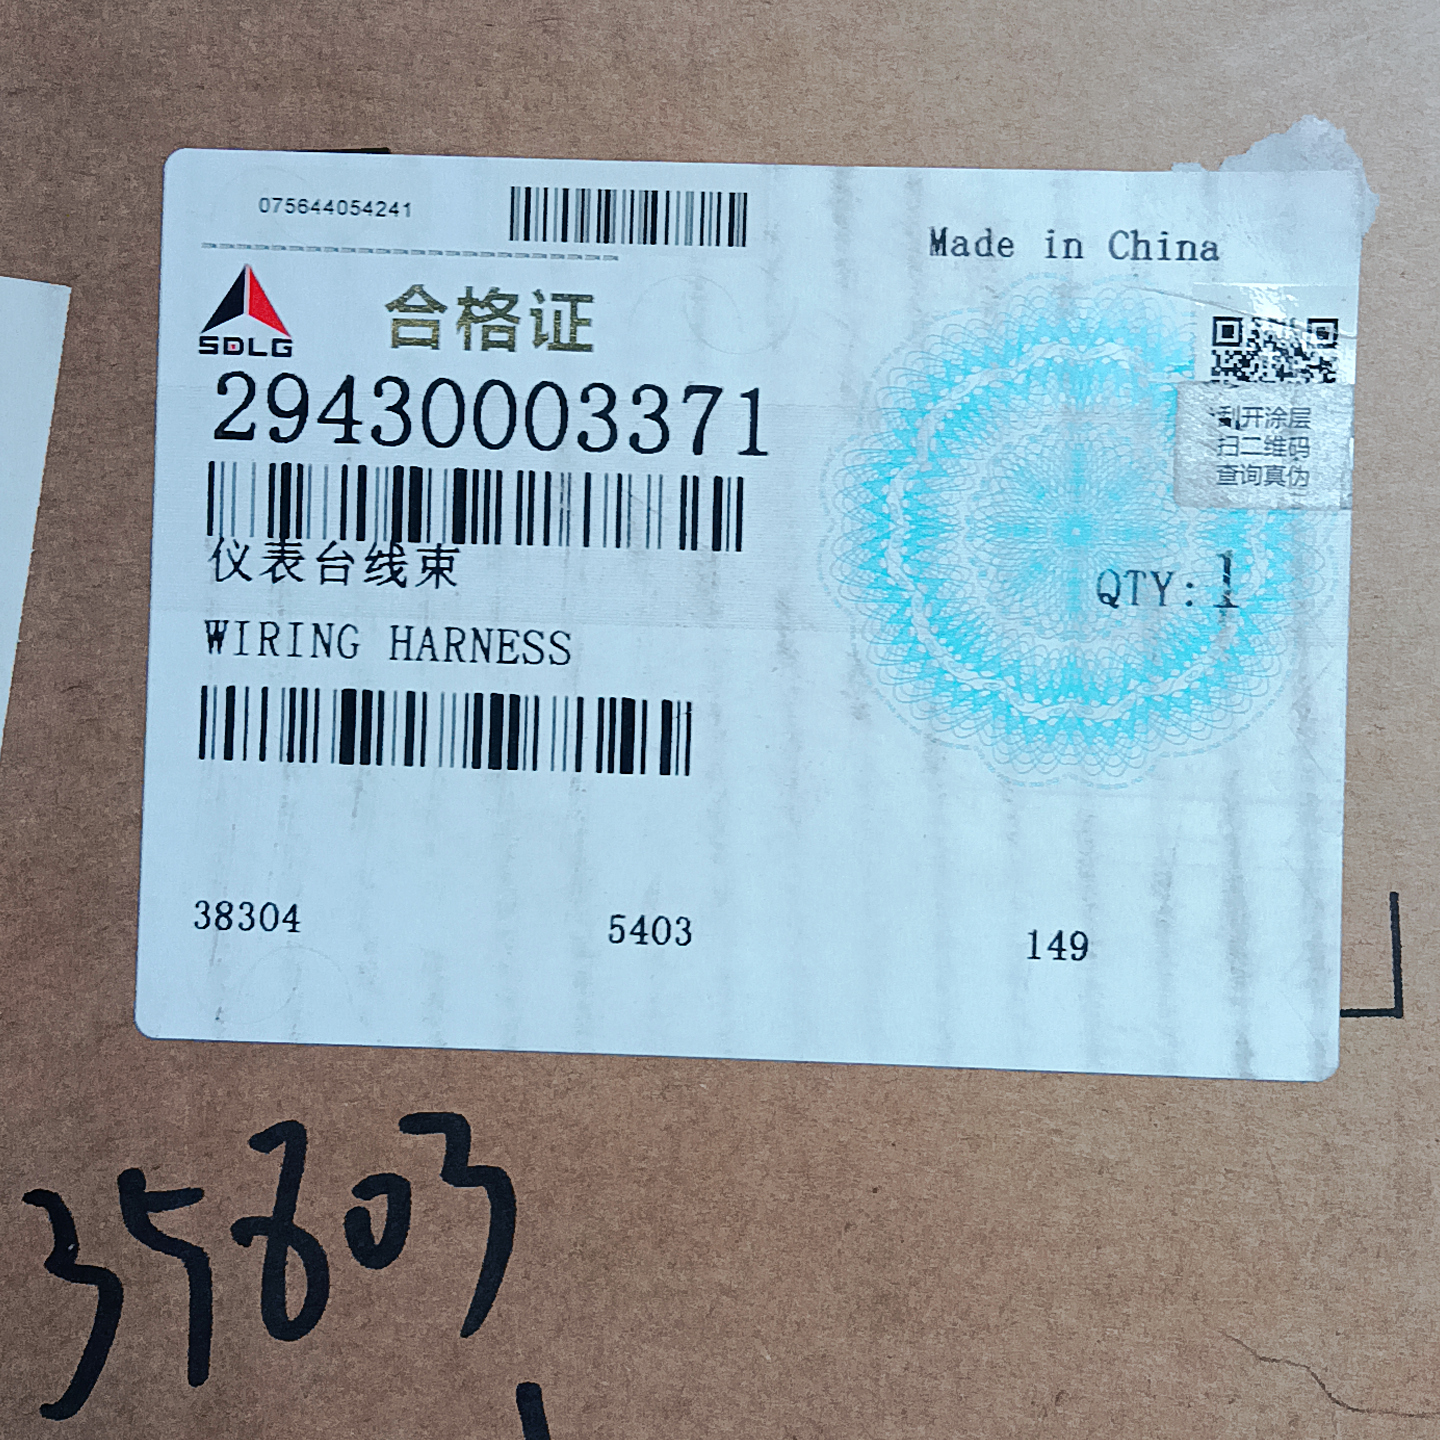 075644054241
Made in China
SDLG
合格证
29430003371
刮开涂层
扫二维码
查询真伪
仪表台线束
QTY:1
WIRING HARNESS
38304 5403 149
35803